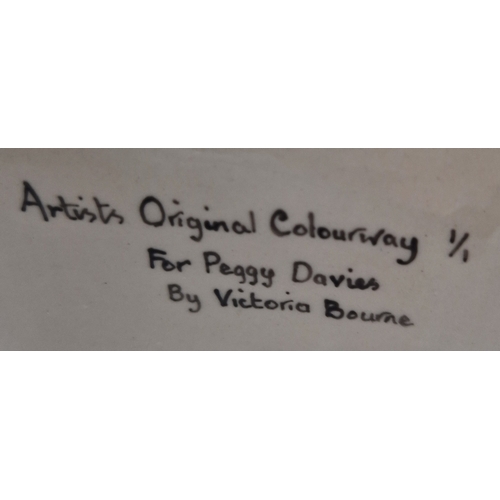 Artists Original Colourway 1/1
For Peggy Davies
By Victoria Bourne